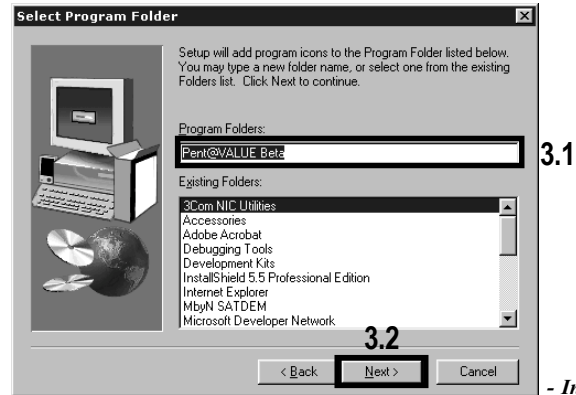 Select Program Folder
Setup will add program icons to the Program Folder listed below.
You may type a new folder name, or select one from the existing
Folders list. Click Next to continue.
Program Folders:
Pent@VALUE Beta
3.1
Existing Folders:
3Com NIC Utilities
Accessories
Adobe Acrobat
Debugging Tools
Development Kits
InstallShield 5.5 Professional Edition
Internet Explorer
MbyN SATDEM
Microsoft Developer Network
3.2
< Back
Next >
Cancel